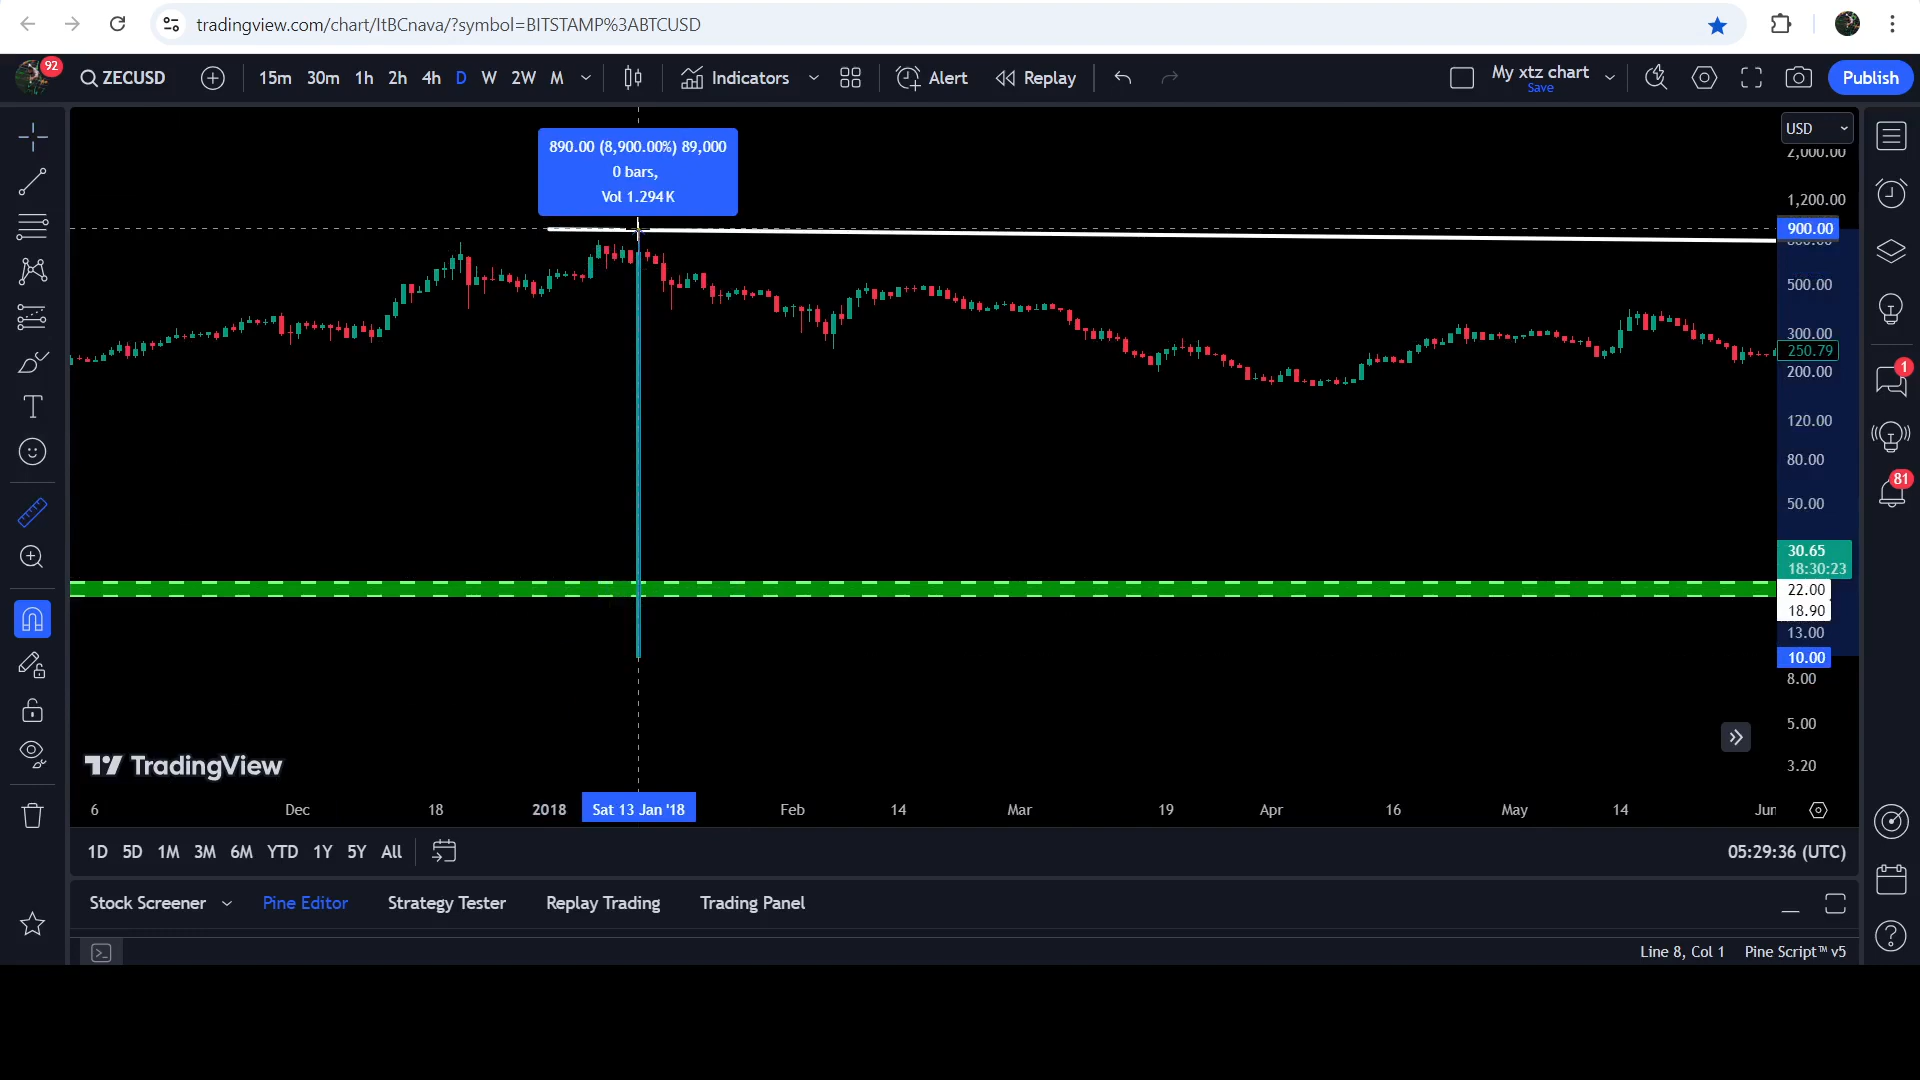 tradingview.com/chart/ItBCnava/?symbol=BITSTAMP%3ABTCUSD
92
ZECUSD 15m 30m 1h 2h 4h D W 2W M Indicators Alert Replay My xtz chart Save Publish
USD
2,000.00
890.00 (8,900.00%) 89,000
0 bars,
Vol 1.294K
1,200.00
900.00
500.00
300.00
250.79
200.00
1
120.00
80.00
81
50.00
30.65
18:30:23
22.00
18.90
13.00
10.00
8.00
5.00
TradingView
3.20
6 Dec 18 2018 Sat 13 Jan '18 Feb 14 Mar 19 Apr 16 May 14 Jun
1D 5D 1M 3M 6M YTD 1Y 5Y All 05:29:36 (UTC)
Stock Screener Pine Editor Strategy Tester Replay Trading Trading Panel
Line 8, Col 1 Pine Script™ v5